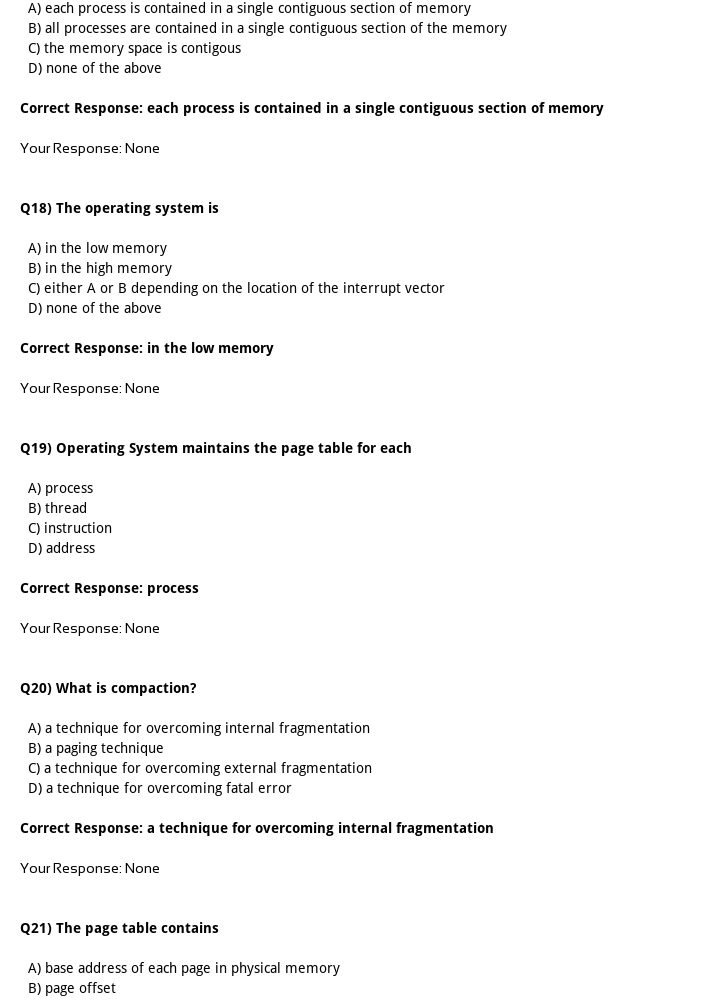 A) each process is contained in a single contiguous section of memory
B) all processes are contained in a single contiguous section of the memory
C) the memory space is contigous
D) none of the above
Correct Response: each process is contained in a single contiguous section of memory
Your Response: None
Q18) The operating system is
A) in the low memory
B) in the high memory
C) either A or B depending on the location of the interrupt vector
D) none of the above
Correct Response: in the low memory
Your Response: None
Q19) Operating System maintains the page table for each
A) process
B) thread
C) instruction
D) address
Correct Response: process
Your Response: None
Q20) What is compaction?
A) a technique for overcoming internal fragmentation
B) a paging technique
C) a technique for overcoming external fragmentation
D) a technique for overcoming fatal error
Correct Response: a technique for overcoming internal fragmentation
Your Response: None
Q21) The page table contains
A) base address of each page in physical memory
B) page offset